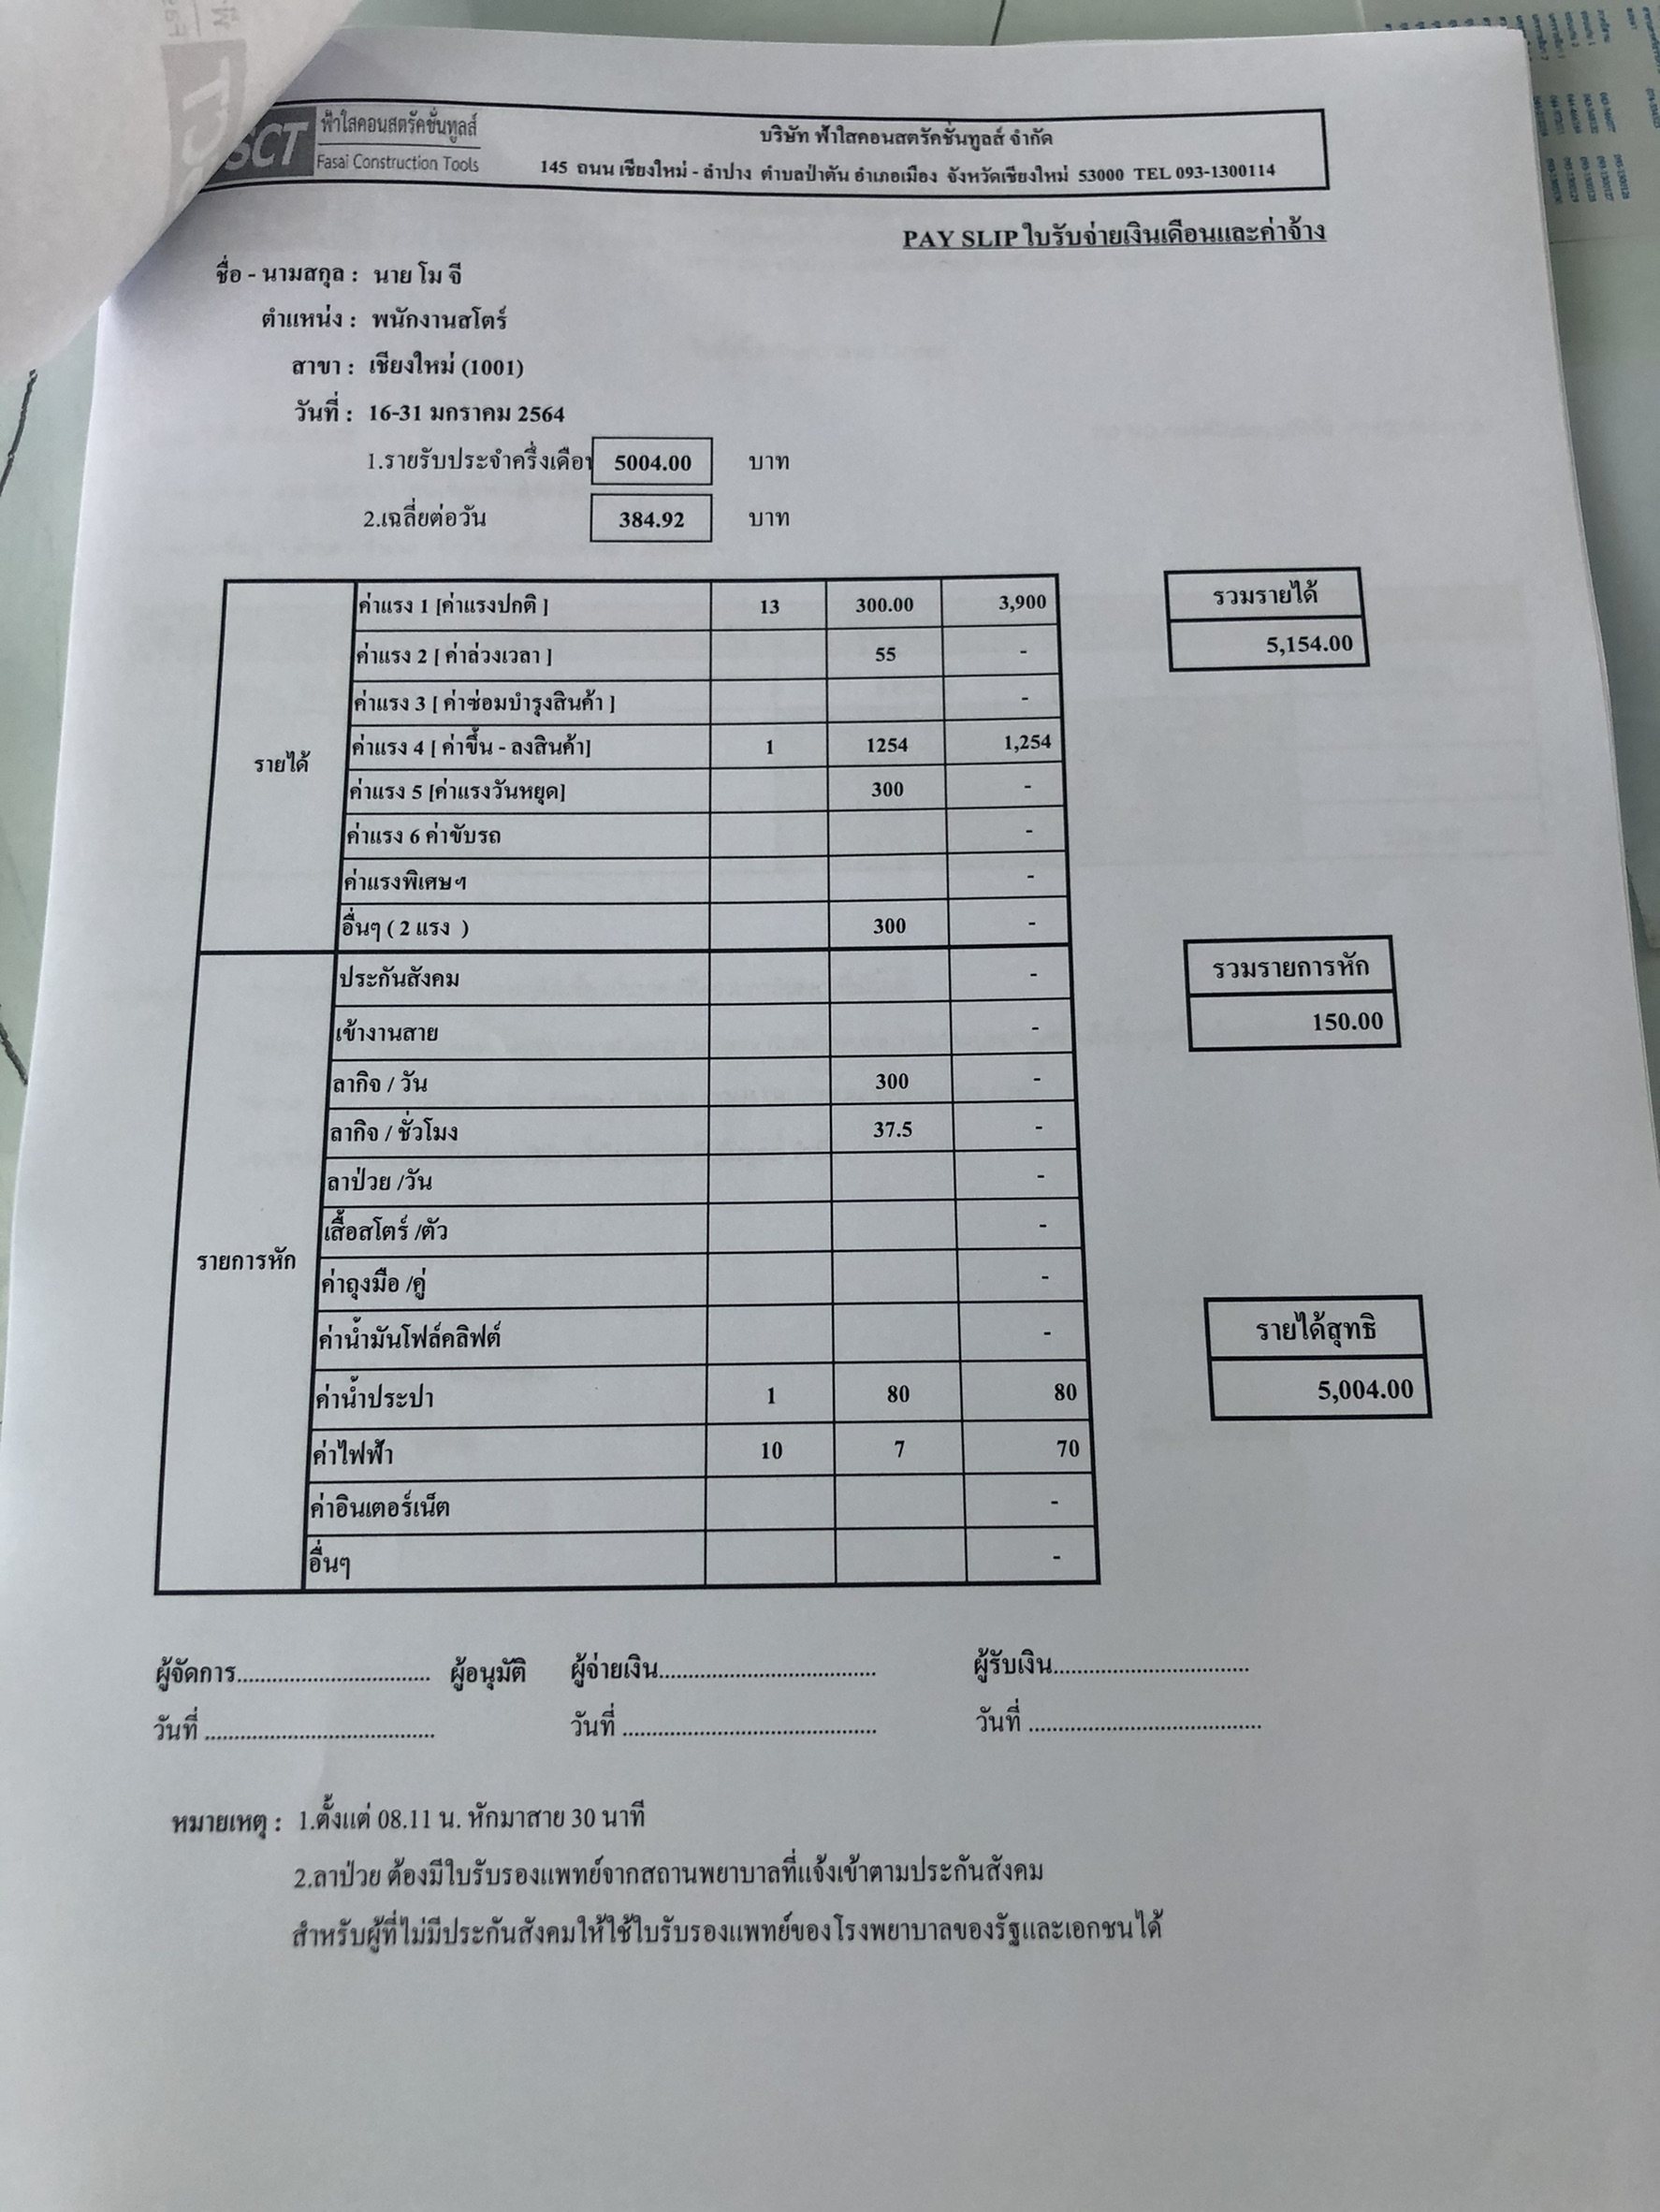 SCT
ฟ้าใสคอนสตรัคชั่นทูลส์
Fasai Construction Tools
บริษัท ฟ้าใสคอนสตรัคชั่นทูลส์ จำกัด
145 ถนน เชียงใหม่ - ลำปาง ตำบลป่าตัน อำเภอเมือง จังหวัดเชียงใหม่ 53000 TEL 093-1300114
PAY SLIP ใบรับจ่ายเงินเดือนและค่าจ้าง
ชื่อ - นามสกุล : นาย โม จี
ตำแหน่ง : พนักงานสโตร์
สาขา : เชียงใหม่ (1001)
วันที่ : 16-31 มกราคม 2564
1.รายรับประจำครึ่งเดือน 5004.00 บาท
2.เฉลี่ยต่อวัน 384.92 บาท
รายได้
ค่าแรง 1 [ค่าแรงปกติ ] 13 300.00 3,900
ค่าแรง 2 [ ค่าล่วงเวลา ] 55 -
ค่าแรง 3 [ ค่าซ่อมบำรุงสินค้า ] -
ค่าแรง 4 [ ค่าขึ้น - ลงสินค้า] 1 1254 1,254
ค่าแรง 5 [ค่าแรงวันหยุด] 300 -
ค่าแรง 6 ค่าขับรถ -
ค่าแรงพิเศษฯ -
อื่นๆ ( 2 แรง ) 300 -
รวมรายได้
5,154.00
รายการหัก
ประกันสังคม -
เข้างานสาย -
ลากิจ / วัน 300 -
ลากิจ / ชั่วโมง 37.5 -
ลาป่วย /วัน -
เสื้อสโตร์ /ตัว -
ค่าถุงมือ /คู่ -
ค่าน้ำมันโฟล์คลิฟต์ -
ค่าน้ำประปา 1 80 80
ค่าไฟฟ้า 10 7 70
ค่าอินเตอร์เน็ต -
อื่นๆ -
รวมรายการหัก
150.00
รายได้สุทธิ
5,004.00
ผู้จัดการ................................ ผู้อนุมัติ ผู้จ่ายเงิน.................................... ผู้รับเงิน.................................
วันที่ ...................................... วันที่ .......................................... วันที่ .......................................
หมายเหตุ : 1.ตั้งแต่ 08.11 น. หักมาสาย 30 นาที
2.ลาป่วย ต้องมีใบรับรองแพทย์จากสถานพยาบาลที่แจ้งเข้าตามประกันสังคม
สำหรับผู้ที่ไม่มีประกันสังคมให้ใช้ใบรับรองแพทย์ของโรงพยาบาลของรัฐและเอกชนได้